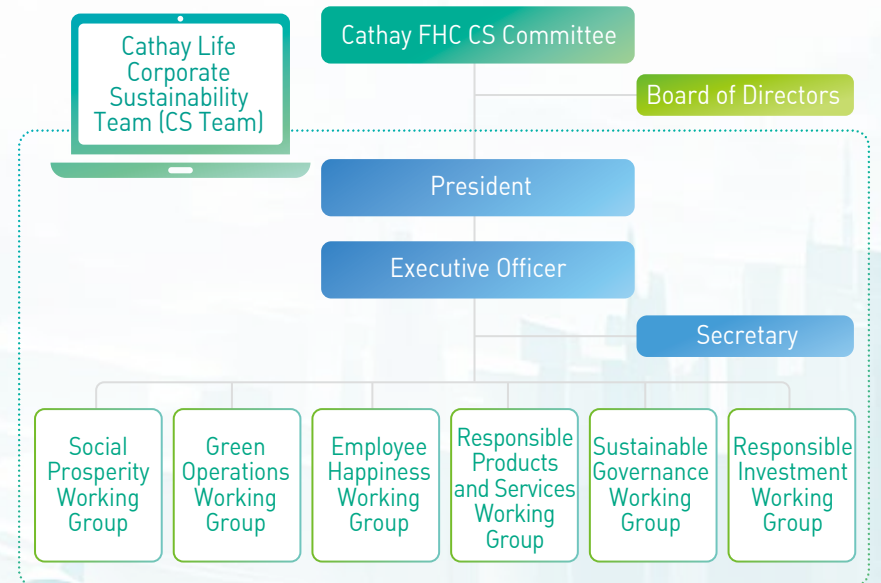 Cathay Life
Corporate
Sustainability
Team (CS Team)
Cathay FHC CS Committee
Board of Directors
President
Executive Officer
Secretary
Social
Prosperity
Working
Group
Green
Operations
Working
Group
Employee
Happiness
Working
Group
Responsible
Products
and Services
Working
Group
Sustainable
Governance
Working
Group
Responsible
Investment
Working
Group